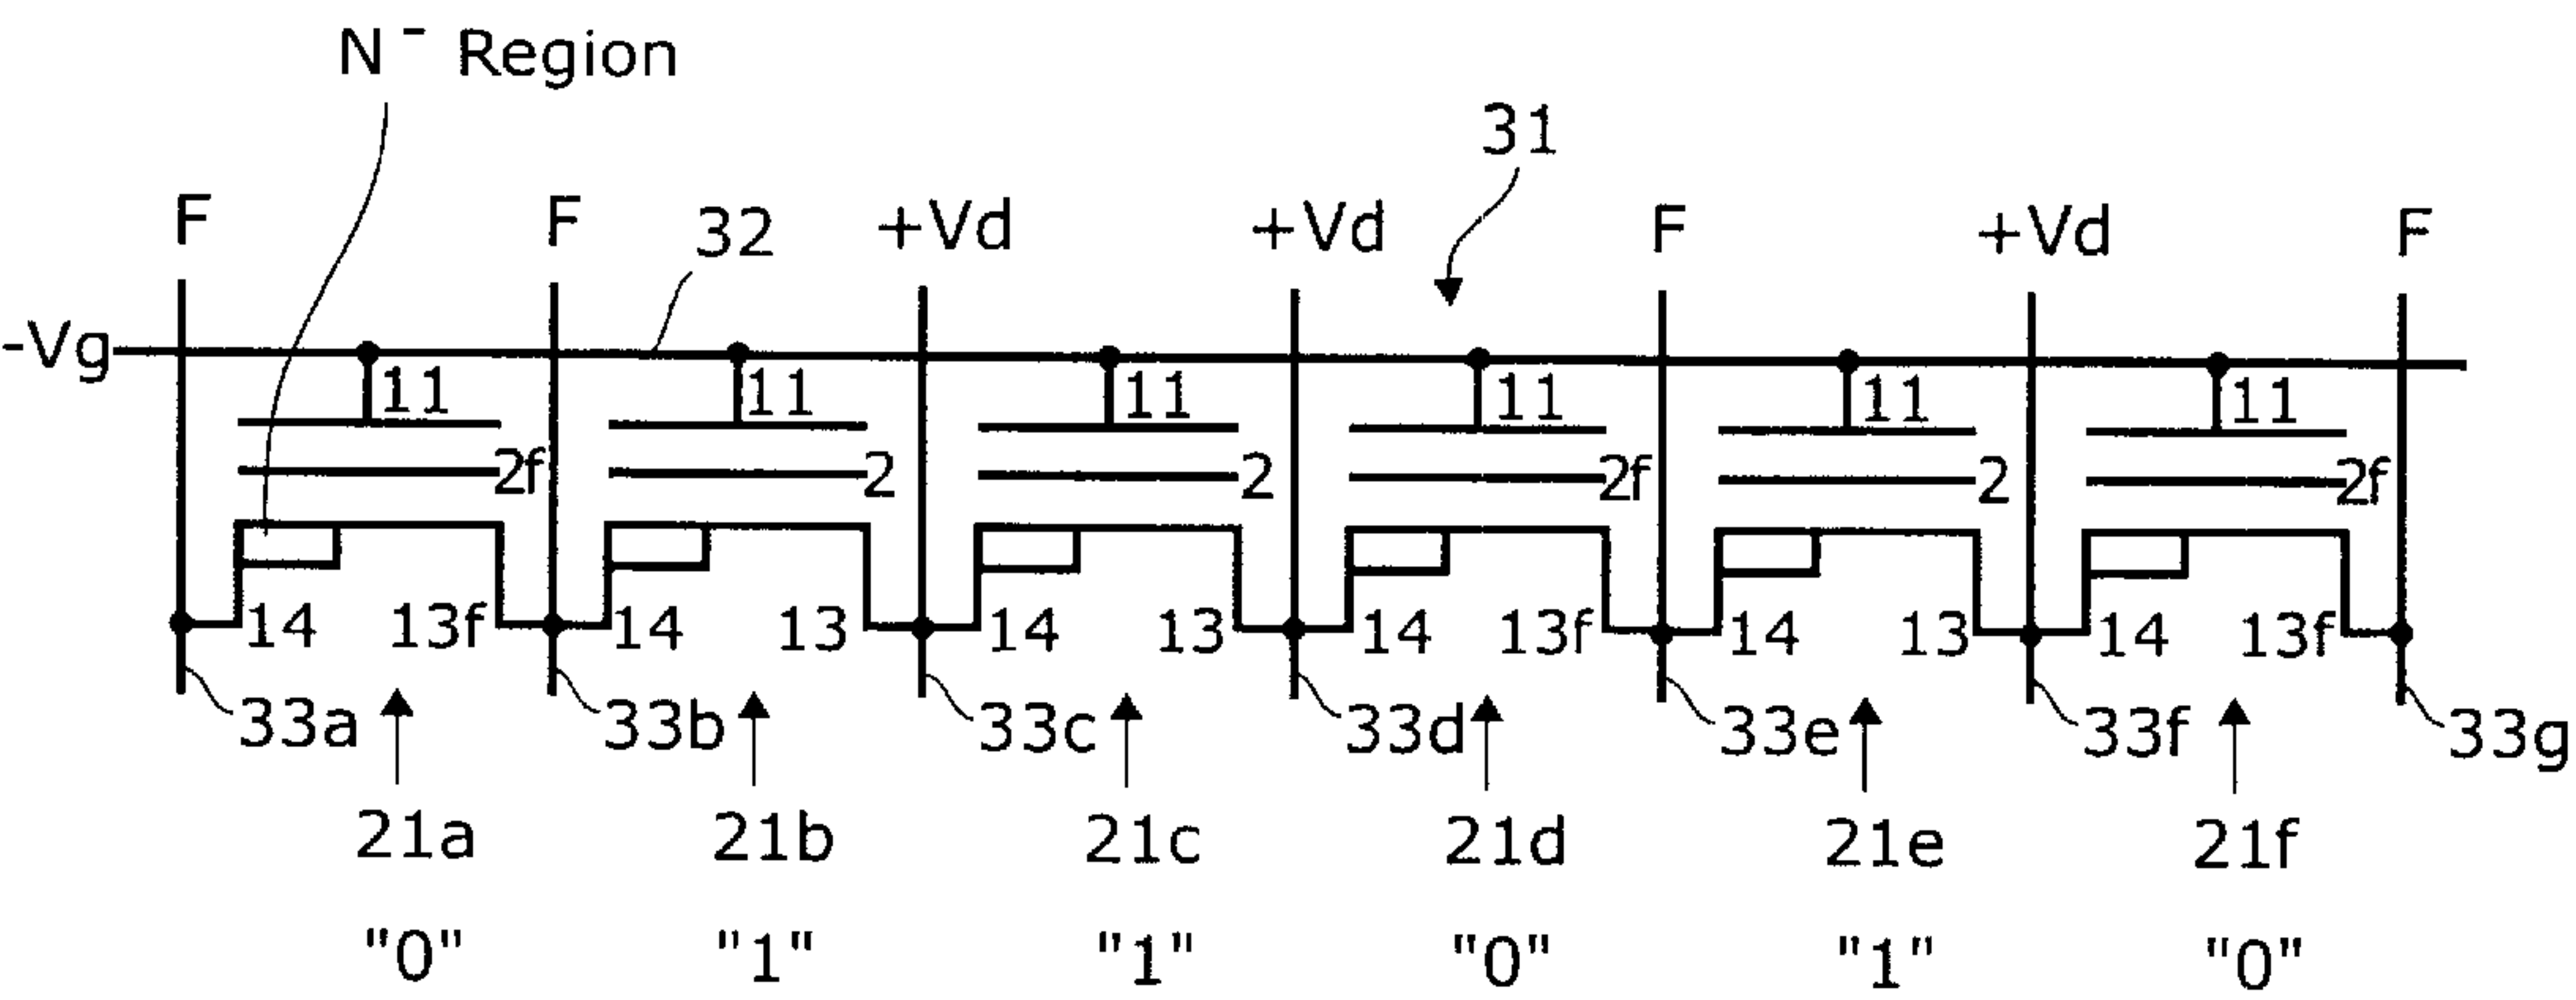 N⁻ Region
31
F F 32 +Vd +Vd F +Vd F
-Vg
11 11 11 11 11 11
2f 2 2 2f 2 2f
14 13f 14 13 14 13 14 13f 14 13 14 13f
33a 33b 33c 33d 33e 33f 33g
21a 21b 21c 21d 21e 21f
"0" "1" "1" "0" "1" "0"